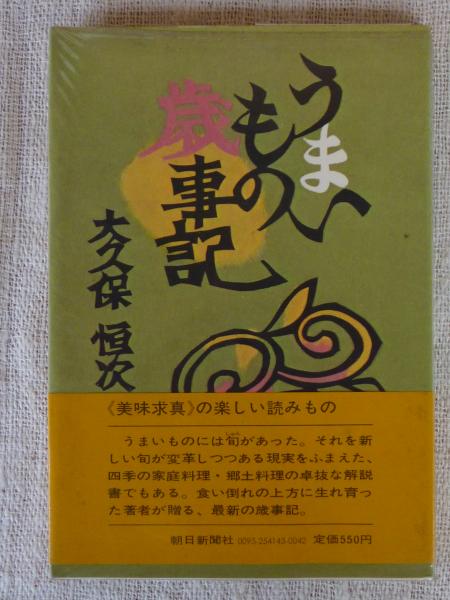 うまい
もの
歳事記
大久保恒次
《美味求真》の楽しい読みもの
うまいものには旬があった。それを新
しい旬が変革しつつある現実をふまえた、
四季の家庭料理・郷土料理の卓抜な解説
書でもある。食い倒れの上方に生れ育っ
た著者が贈る、最新の歳事記。
朝日新聞社 0095-254143-0042 定価550円